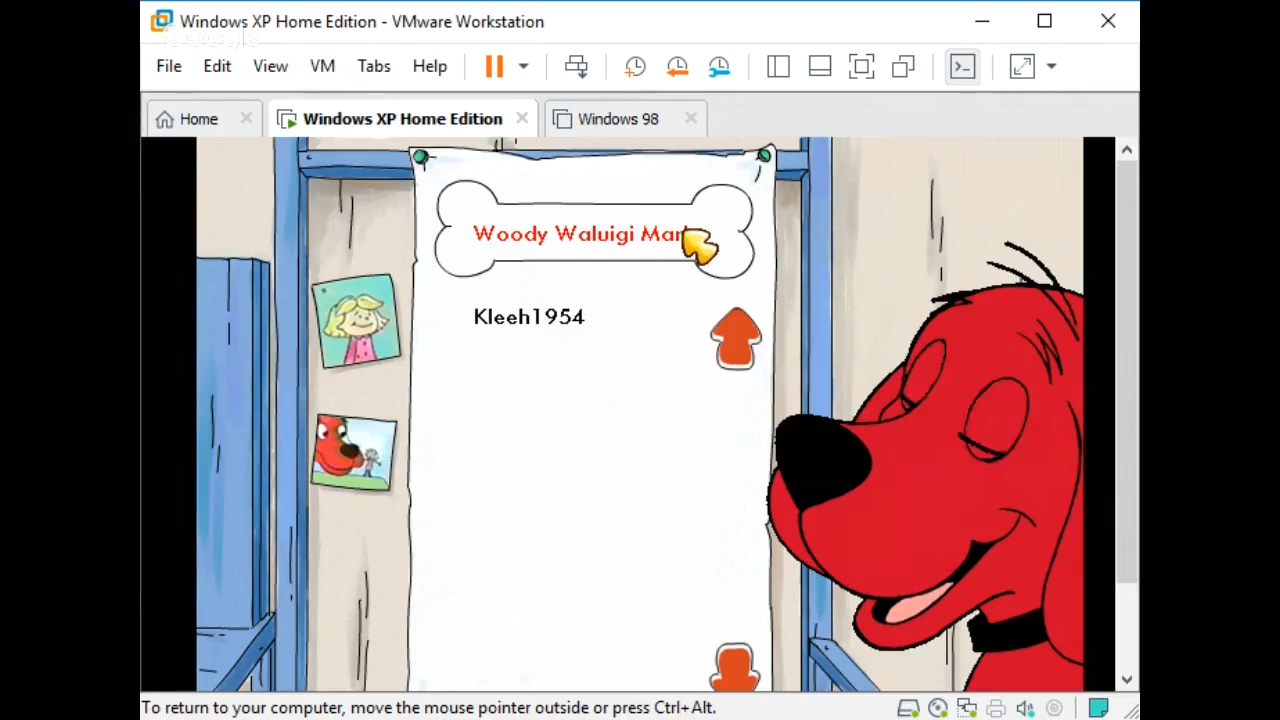 Windows XP Home Edition - VMware Workstation
File Edit View VM Tabs Help
Home Windows XP Home Edition Windows 98
Woody Waluigi
Kleeh1954
To return to your computer, move the mouse pointer outside or press Ctrl+Alt.